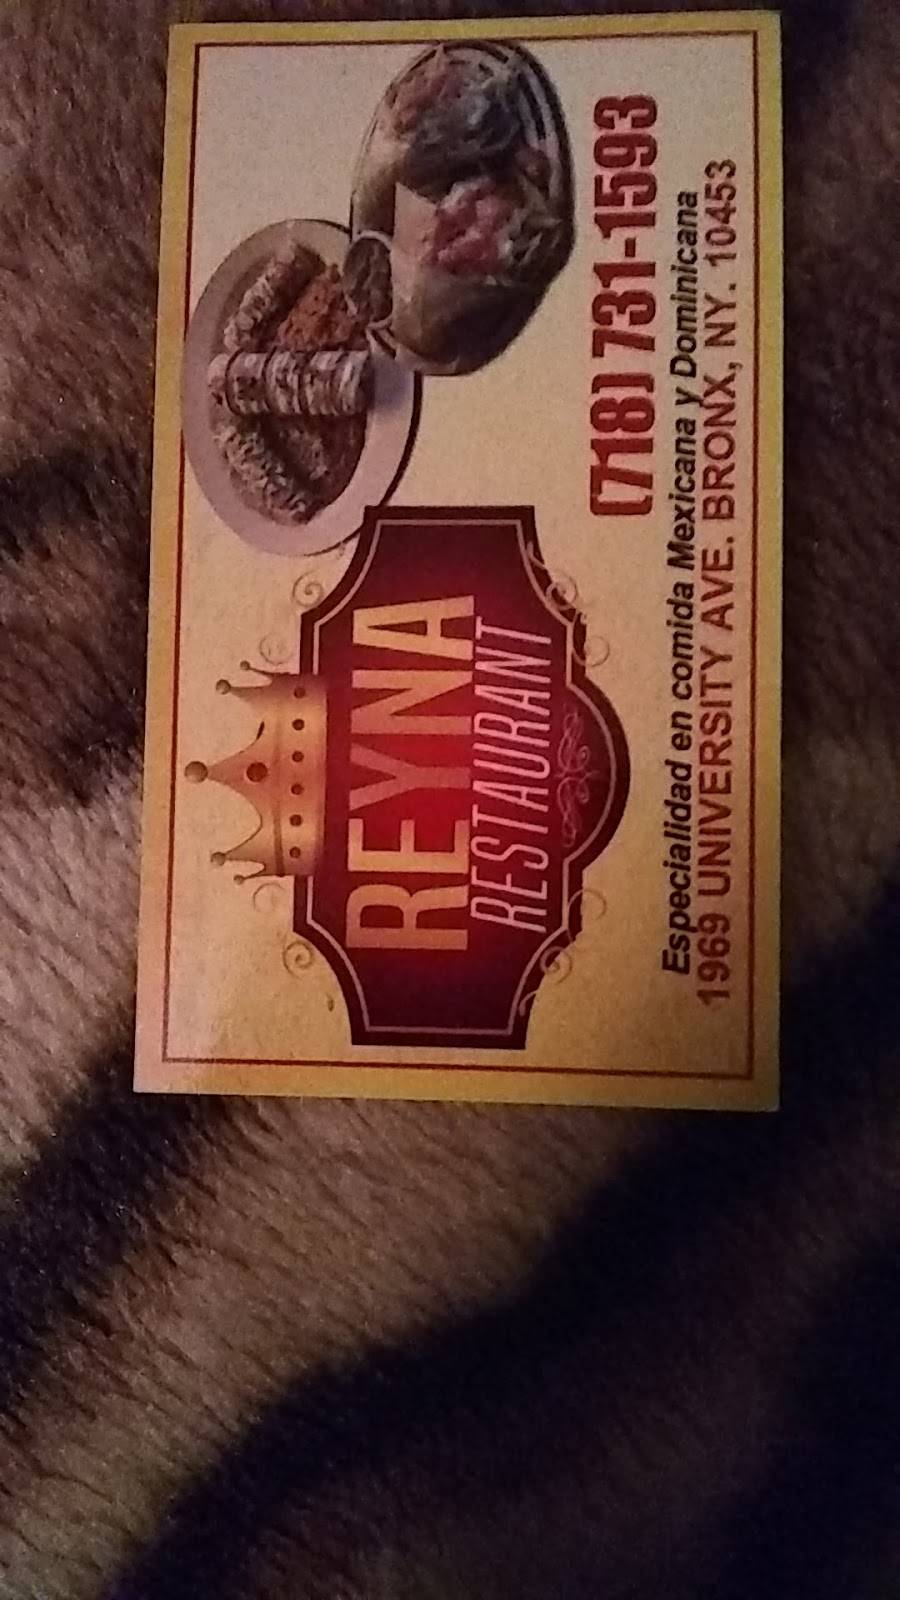 REYNA
RESTAURANT
(718) 731-1593
Especialidad en comida Mexicana y Dominicana
1969 UNIVERSITY AVE. BRONX, NY. 10453